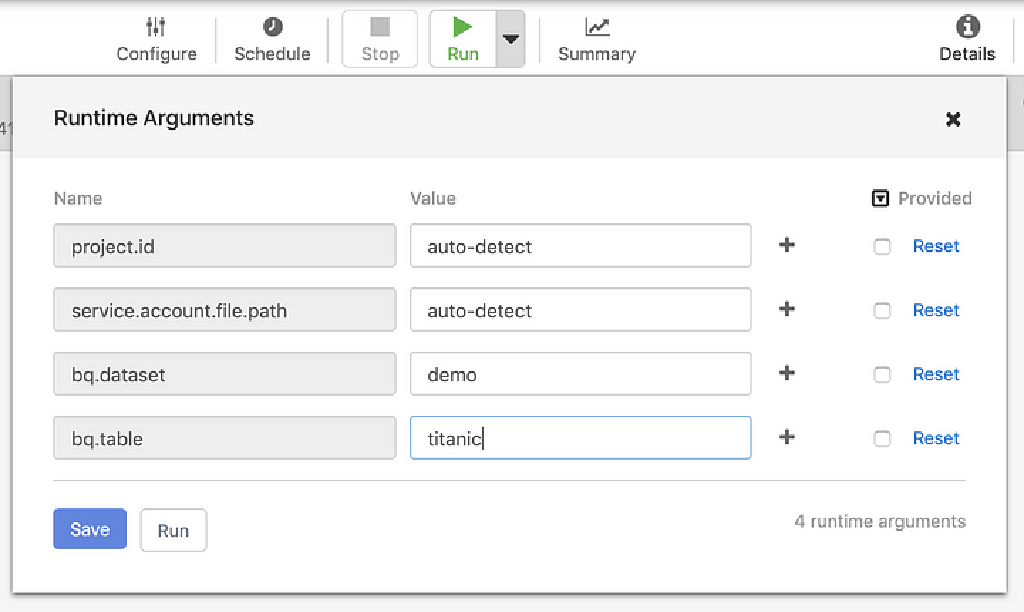 Configure Schedule Stop Run Summary Details
41
Runtime Arguments
Name Value Provided
project.id auto-detect Reset
service.account.file.path auto-detect Reset
bq.dataset demo Reset
bq.table titanic Reset
Save Run 4 runtime arguments